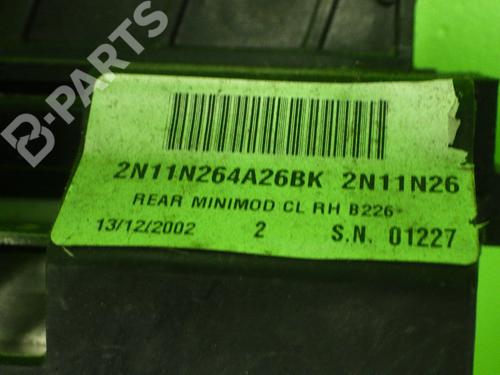 B-PARTS
2N11N264A26BK 2N11N26
REAR MINIMOD CL RH B226
13/12/2002 2 S.N. 01227